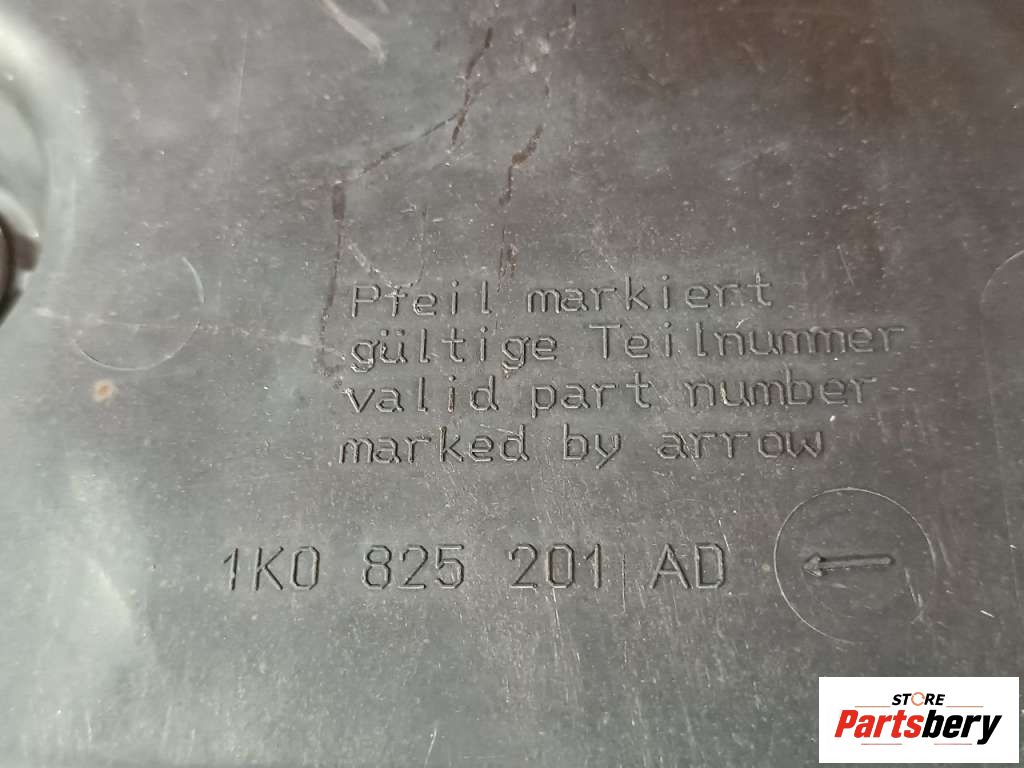 Pfeil markiert
gültige Teilnummer
valid part number
marked by arrow
1K0 825 201 AD
STORE
Partsbery